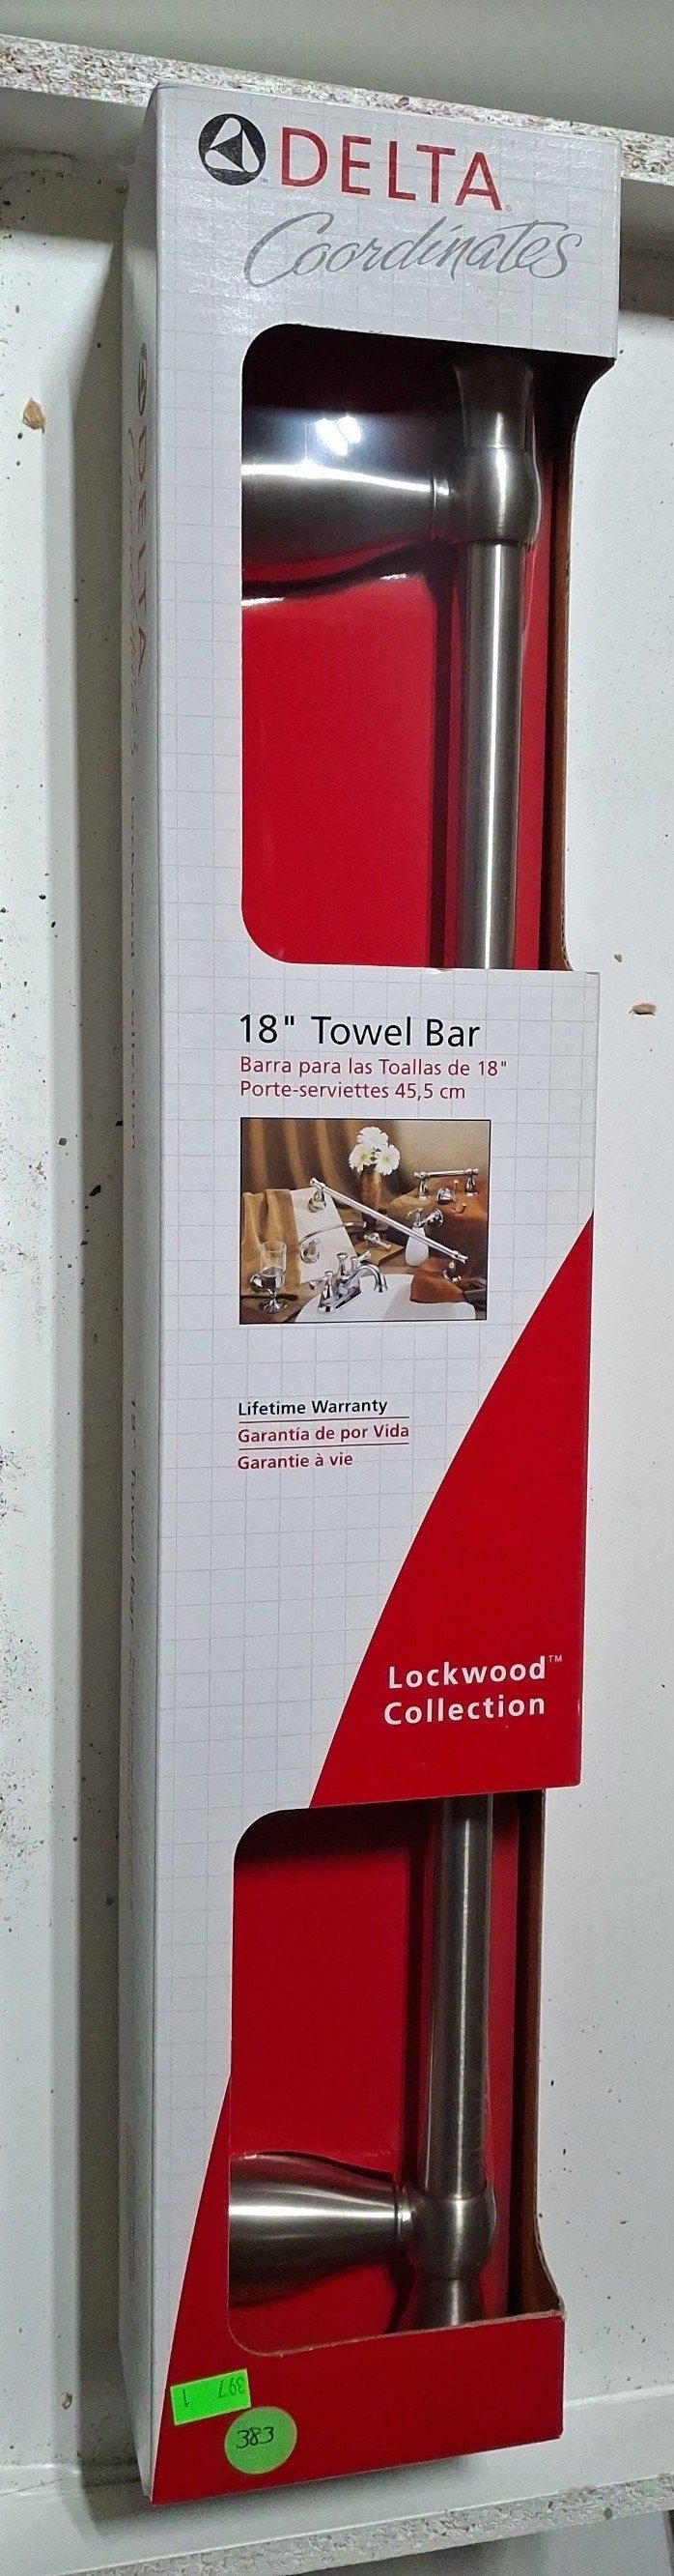 DELTA
Coordinates
18" Towel Bar
Barra para las Toallas de 18"
Porte-serviettes 45,5 cm
Lifetime Warranty
Garantía de por Vida
Garantie à vie
Lockwood™
Collection
397 1
383
DELTA